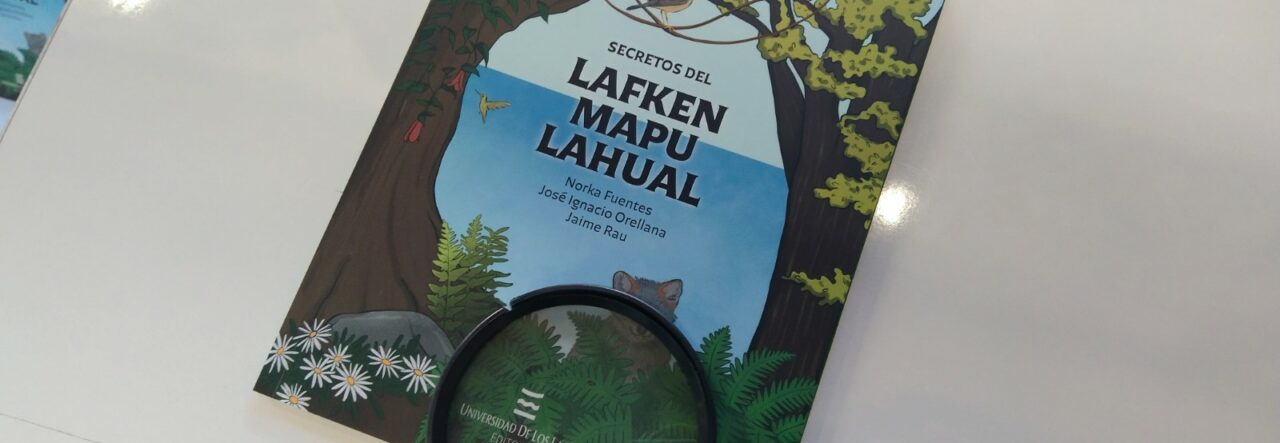 SECRETOS DEL
LAFKEN
MAPU
LAHUAL
Norka Fuentes
José Ignacio Orellana
Jaime Rau
UNIVERSIDAD DE LOS